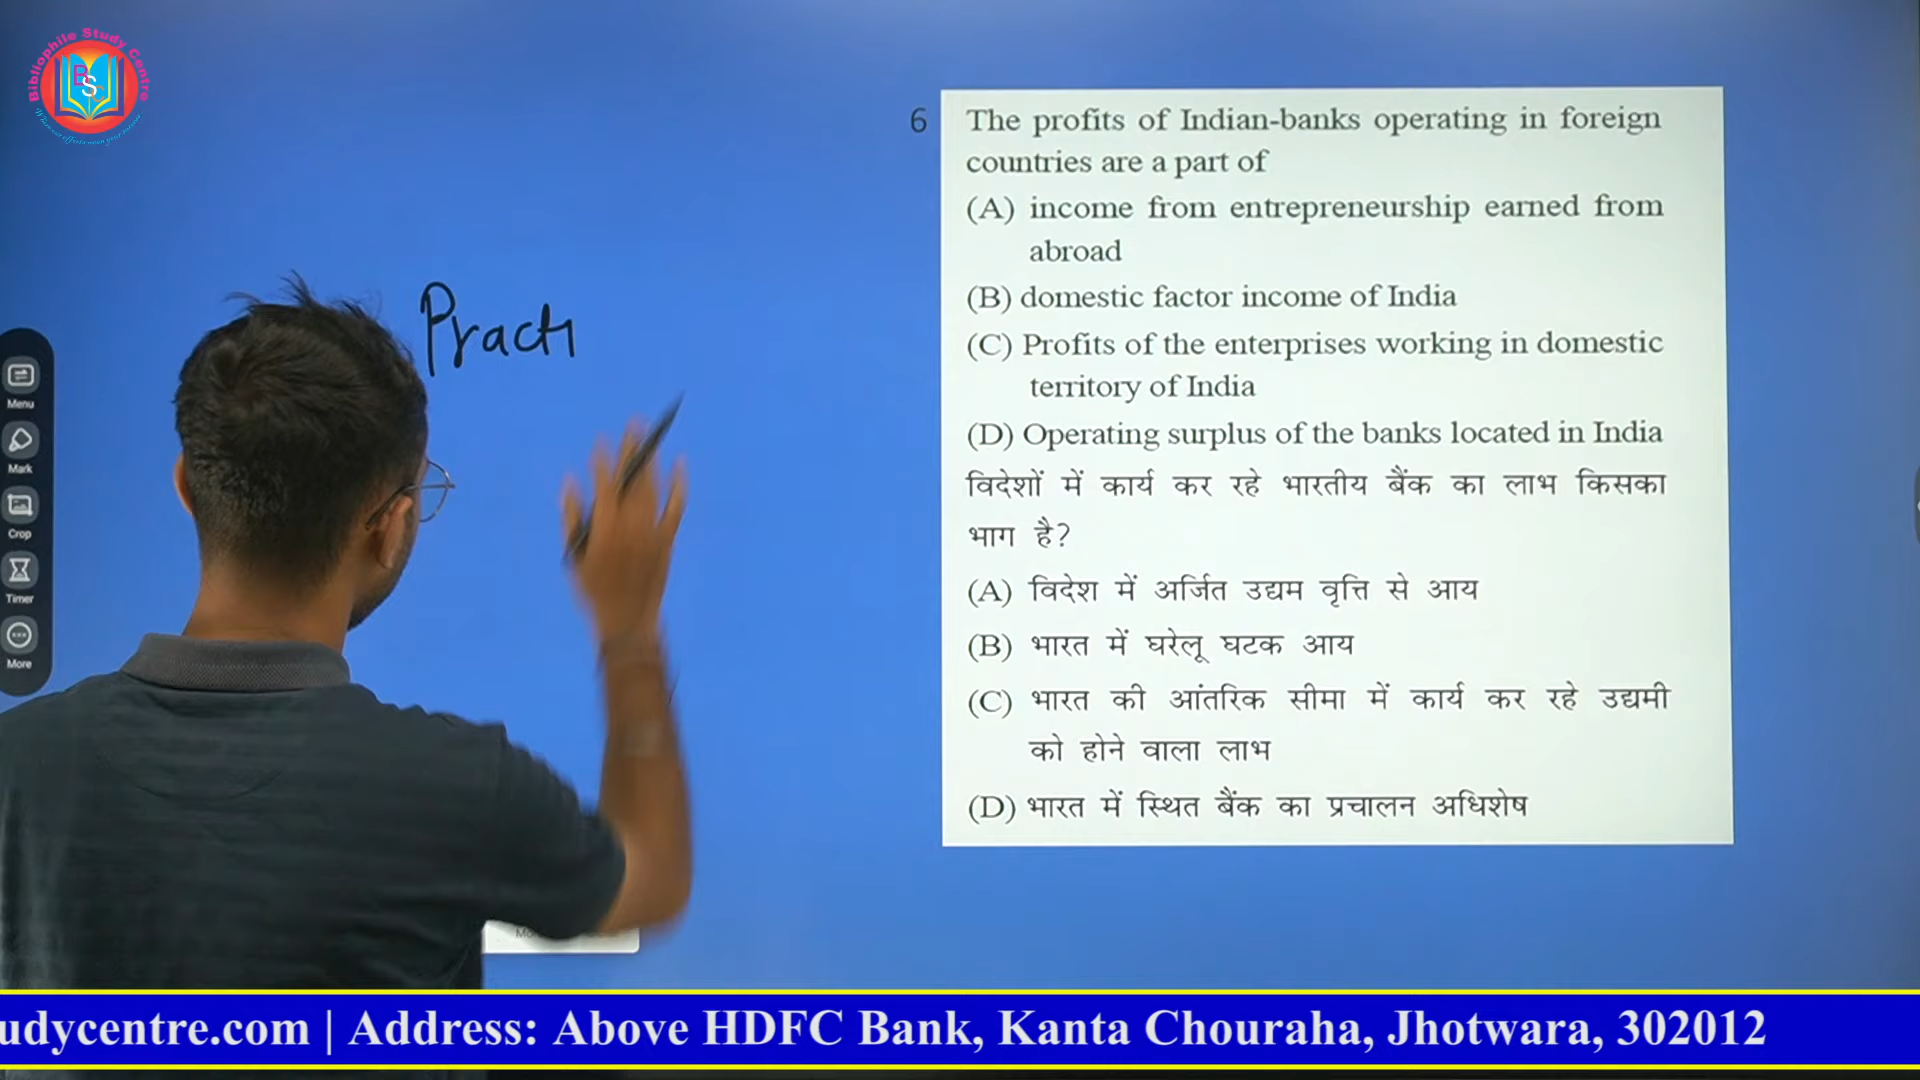 Bibliophile Study Centre
BSC
6
The profits of Indian-banks operating in foreign
countries are a part of
(A) income from entrepreneurship earned from
abroad
(B) domestic factor income of India
(C) Profits of the enterprises working in domestic
territory of India
(D) Operating surplus of the banks located in India
विदेशों में कार्य कर रहे भारतीय बैंक का लाभ किसका
भाग है?
(A) विदेश में अर्जित उद्यम वृत्ति से आय
(B) भारत में घरेलू घटक आय
(C) भारत की आंतरिक सीमा में कार्य कर रहे उद्यमी
को होने वाला लाभ
(D) भारत में स्थित बैंक का प्रचालन अधिशेष
Practi
Menu
Mark
Crop
Timer
More
udycentre.com | Address: Above HDFC Bank, Kanta Chouraha, Jhotwara, 302012